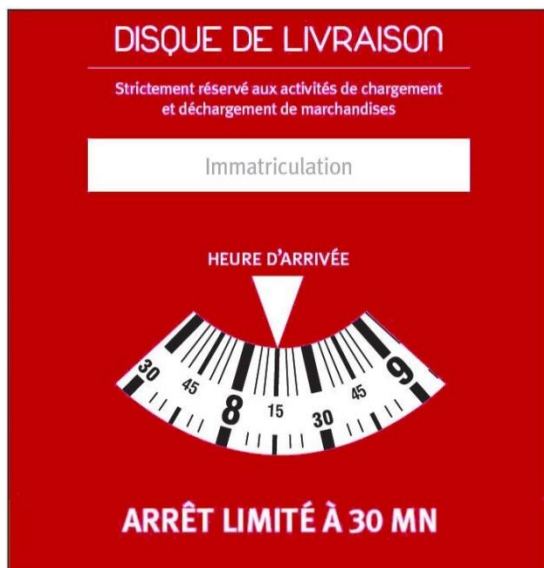 DISQUE DE LIVRAISON
Strictement réservé aux activités de chargement
et déchargement de marchandises
Immatriculation
HEURE D'ARRIVÉE
30 45 8 15 30 45 9
ARRÊT LIMITÉ À 30 MN